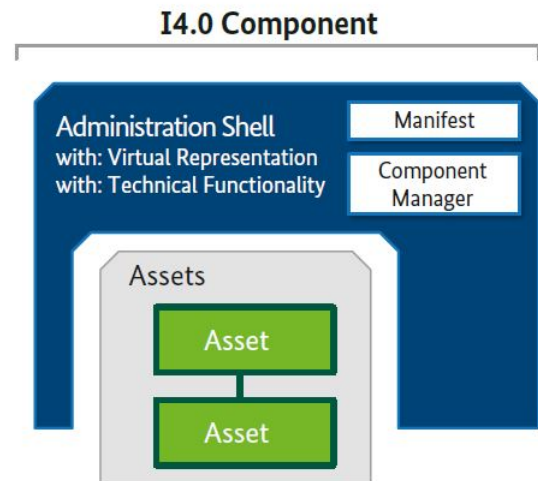 I4.0 Component
Administration Shell
with: Virtual Representation
with: Technical Functionality
Manifest
Component
Manager
Assets
Asset
Asset